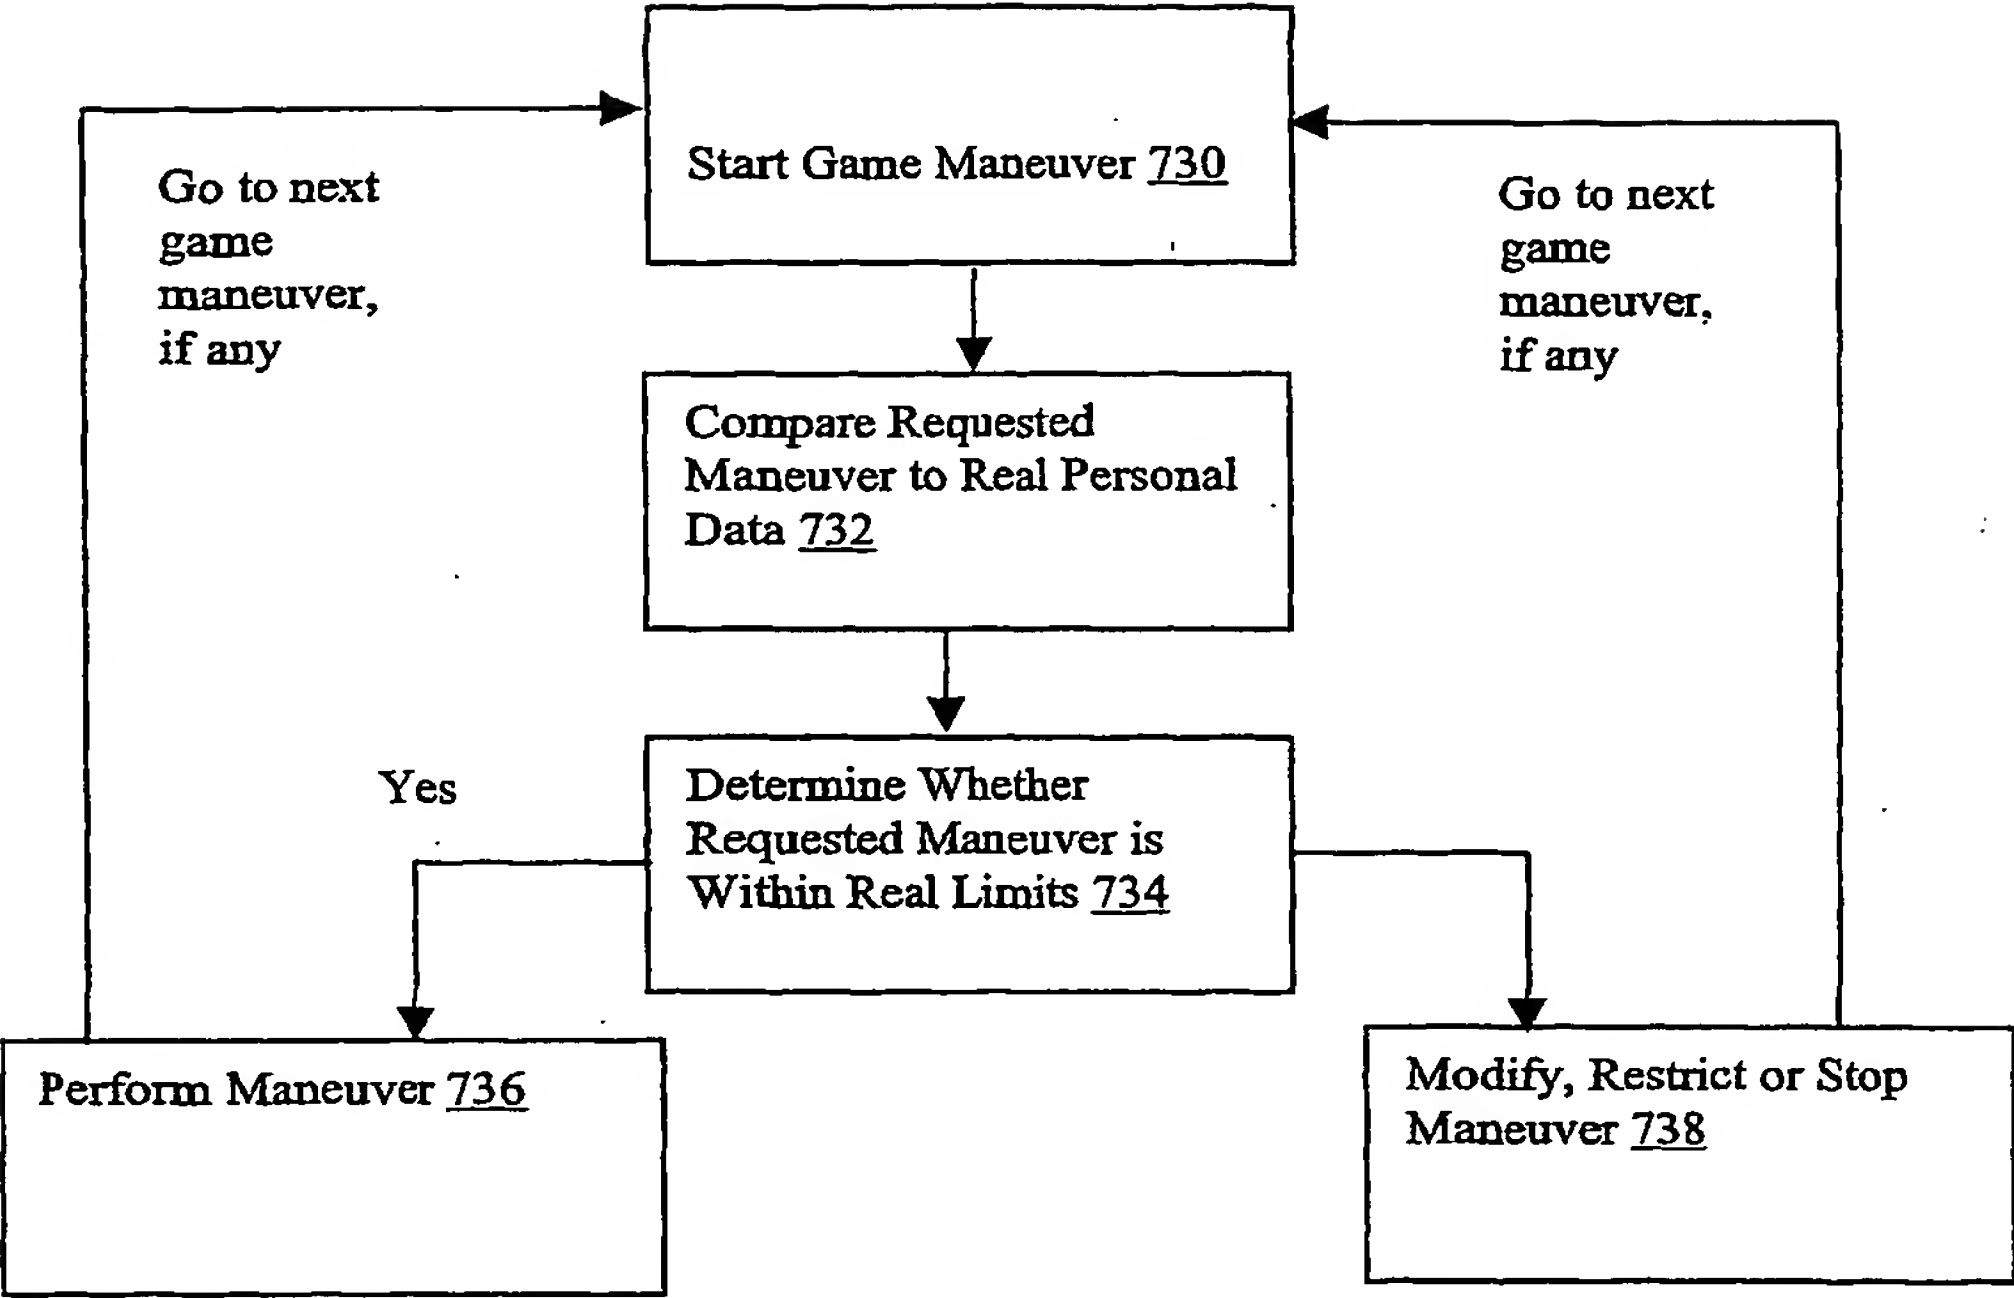 Start Game Maneuver 730
Go to next
game
maneuver,
if any
Go to next
game
maneuver,
if any
Compare Requested
Maneuver to Real Personal
Data 732
Yes
Determine Whether
Requested Maneuver is
Within Real Limits 734
Perform Maneuver 736
Modify, Restrict or Stop
Maneuver 738